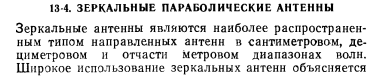 13-4. ЗЕРКАЛЬНЫЕ ПАРАБОЛИЧЕСКИЕ АНТЕННЫ
Зеркальные антенны являются наиболее распространен-
ным типом направленных антенн в сантиметровом, де-
циметровом и отчасти метровом диапазонах волн.
Широкое использование зеркальных антенн объясняется